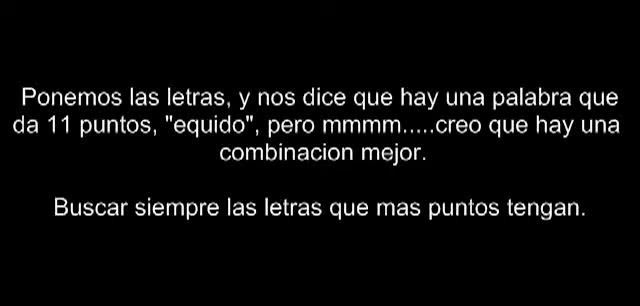 Ponemos las letras, y nos dice que hay una palabra que
da 11 puntos, "equido", pero mmmm.....creo que hay una
combinacion mejor.
Buscar siempre las letras que mas puntos tengan.